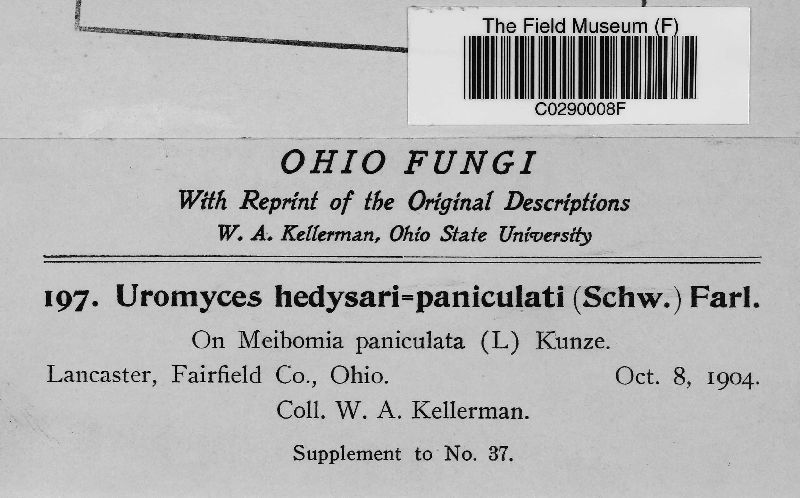 The Field Museum (F)
C0290008F
OHIO FUNGI
With Reprint of the Original Descriptions
W. A. Kellerman, Ohio State University
197. Uromyces hedysari=paniculati (Schw.) Farl.
On Meibomia paniculata (L) Kunze.
Lancaster, Fairfield Co., Ohio. Oct. 8, 1904.
Coll. W. A. Kellerman.
Supplement to No. 37.